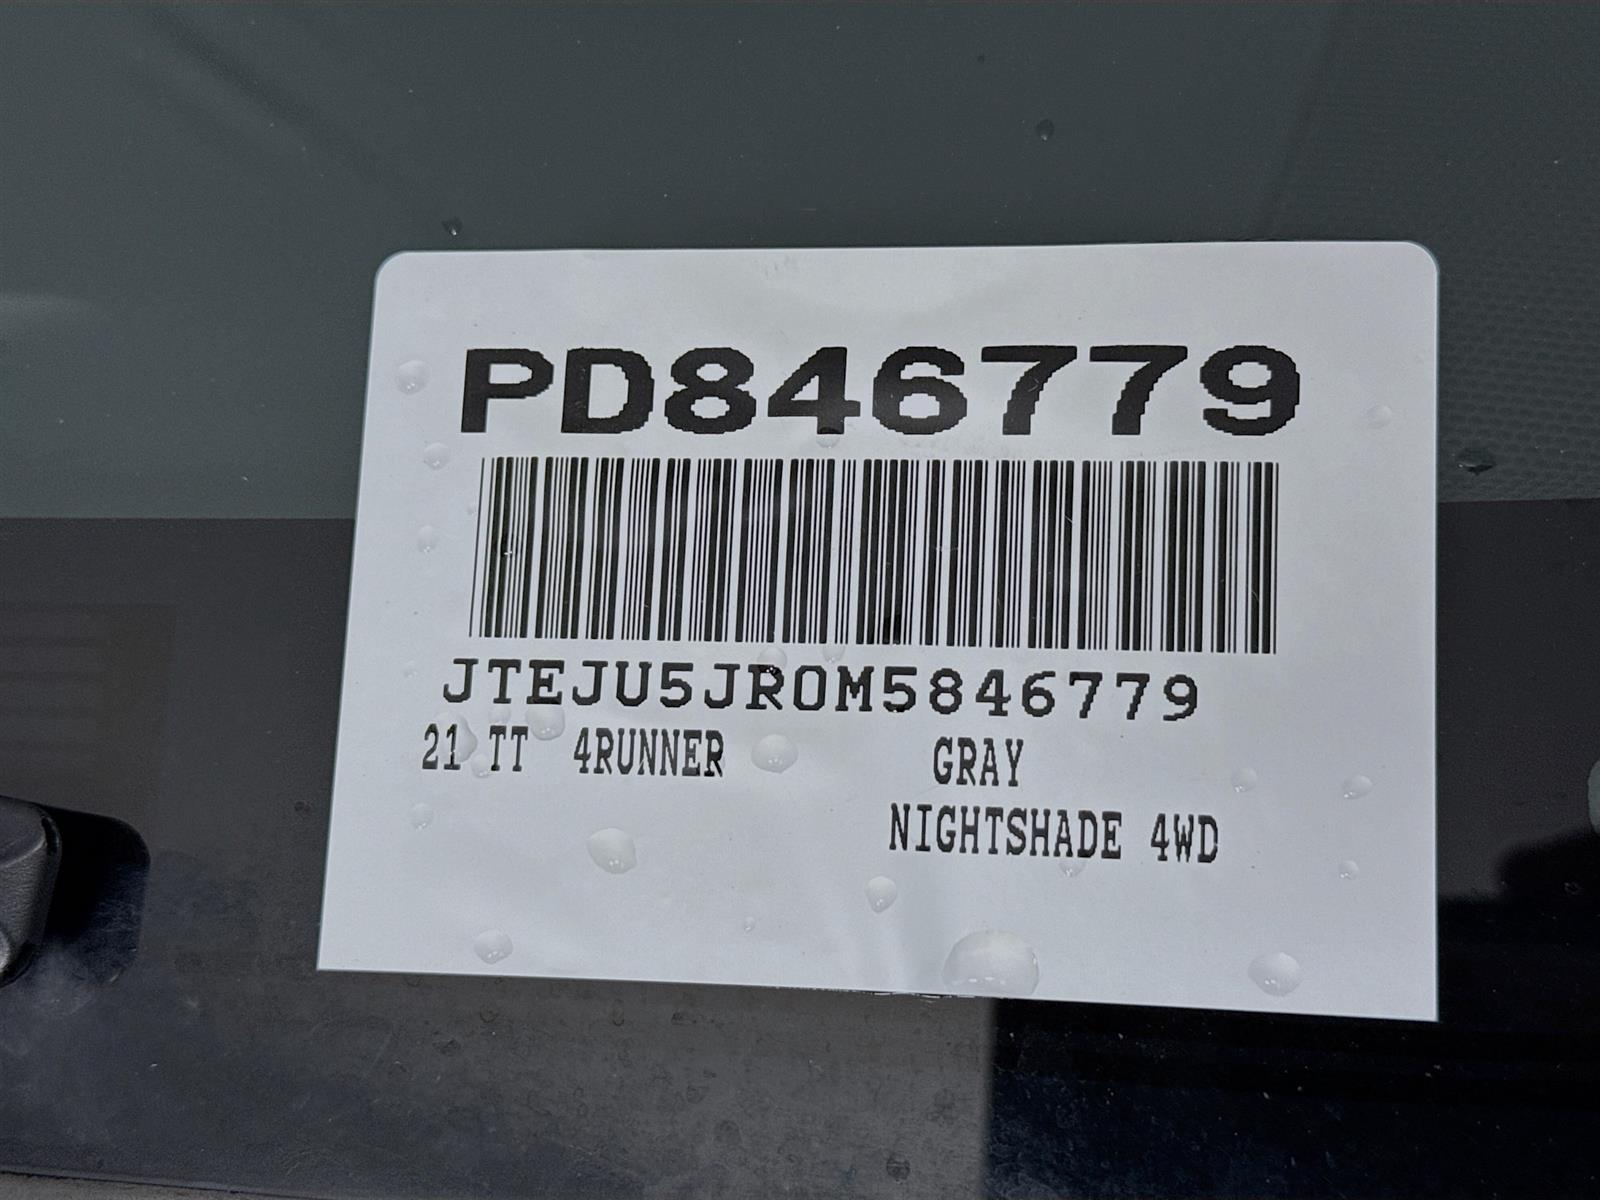 PD846779
JTEJU5JR0M5846779
21 TT 4RUNNER GRAY
NIGHTSHADE 4WD